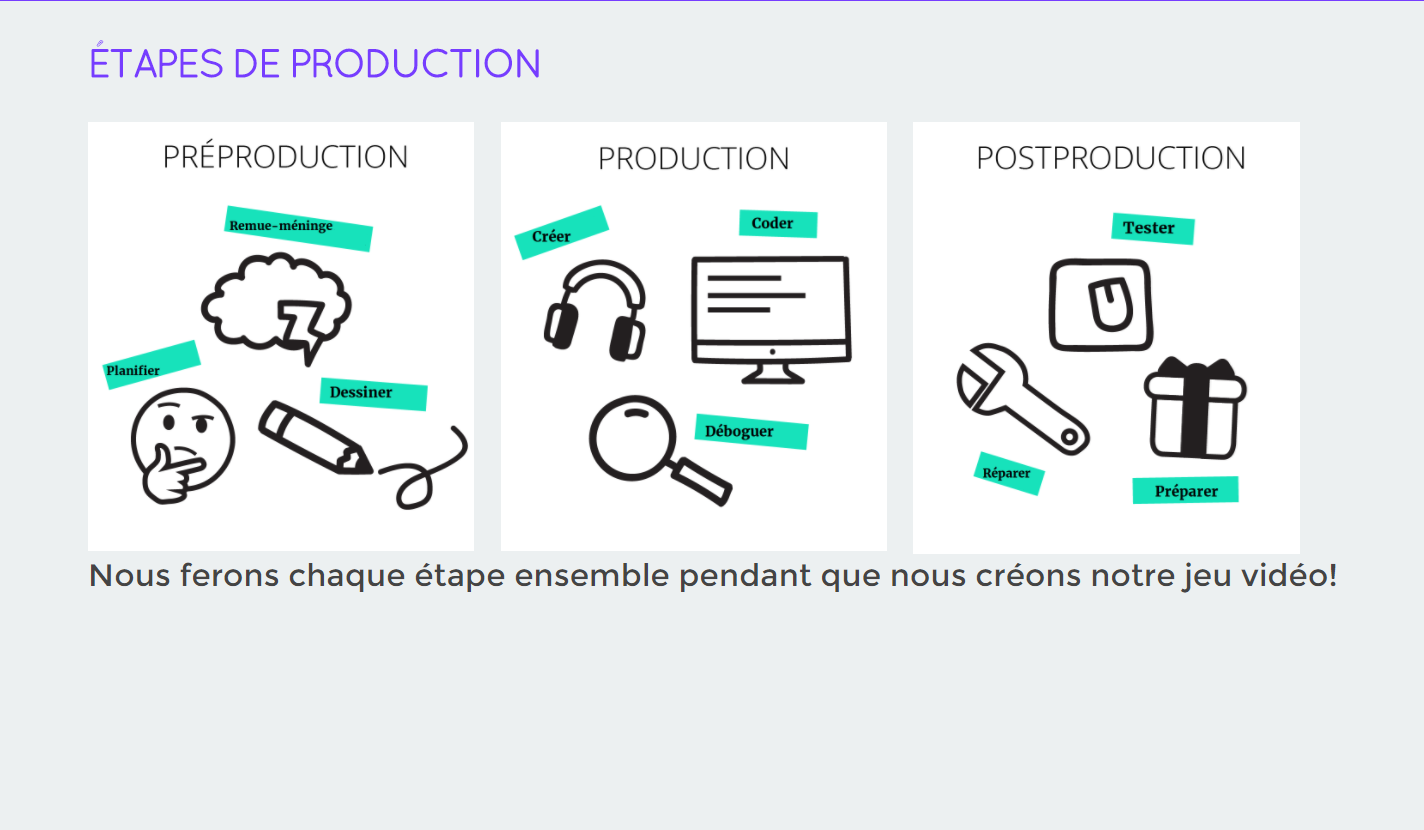 ÉTAPES DE PRODUCTION
PRÉPRODUCTION
Remue-méninge
Planifier
Dessiner
PRODUCTION
Créer
Coder
Déboguer
POSTPRODUCTION
Tester
Réparer
Préparer
Nous ferons chaque étape ensemble pendant que nous créons notre jeu vidéo!